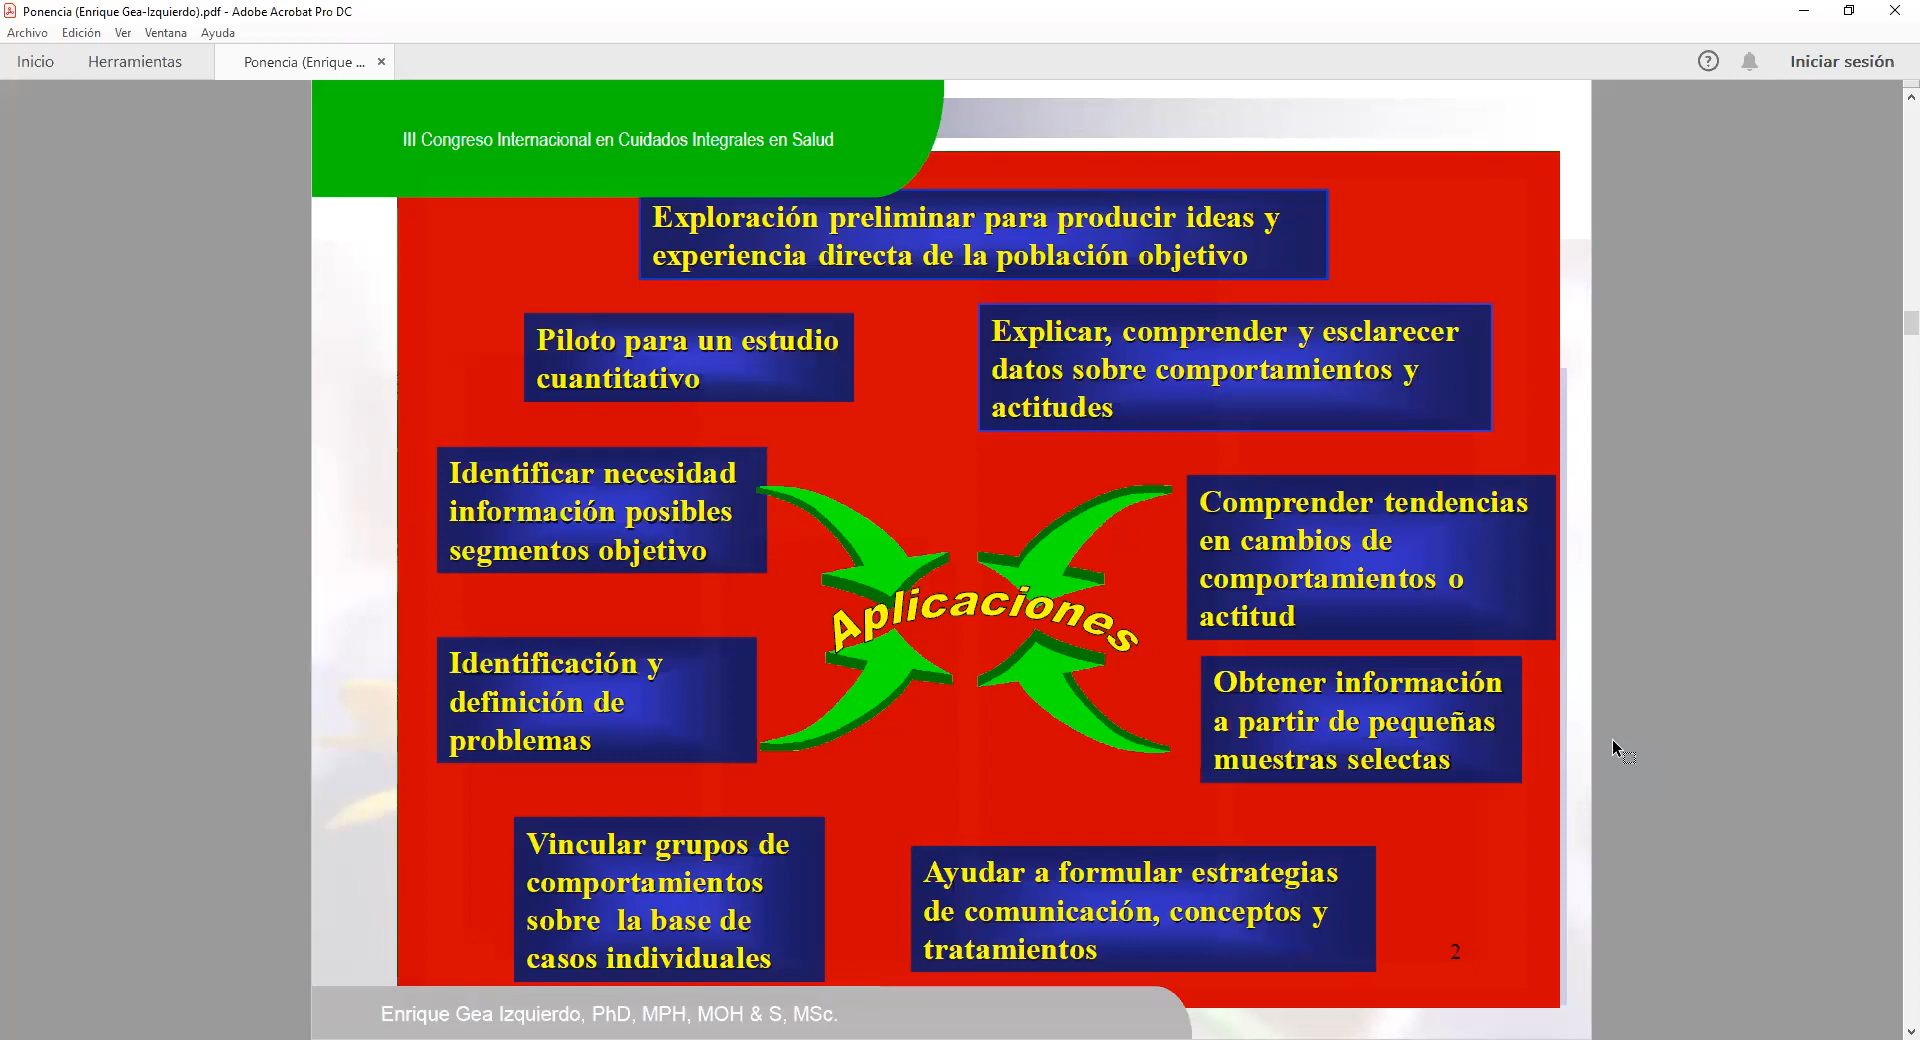 Ponencia (Enrique Gea-Izquierdo).pdf - Adobe Acrobat Pro DC
Archivo Edición Ver Ventana Ayuda
Inicio Herramientas Ponencia (Enrique ... × Iniciar sesión
III Congreso Internacional en Cuidados Integrales en Salud
Exploración preliminar para producir ideas y
experiencia directa de la población objetivo
Piloto para un estudio
cuantitativo
Explicar, comprender y esclarecer
datos sobre comportamientos y
actitudes
Identificar necesidad
información posibles
segmentos objetivo
Comprender tendencias
en cambios de
comportamientos o
actitud
Aplicaciones
Identificación y
definición de
problemas
Obtener información
a partir de pequeñas
muestras selectas
Vincular grupos de
comportamientos
sobre la base de
casos individuales
Ayudar a formular estrategias
de comunicación, conceptos y
tratamientos
2
Enrique Gea Izquierdo, PhD, MPH, MOH & S, MSc.